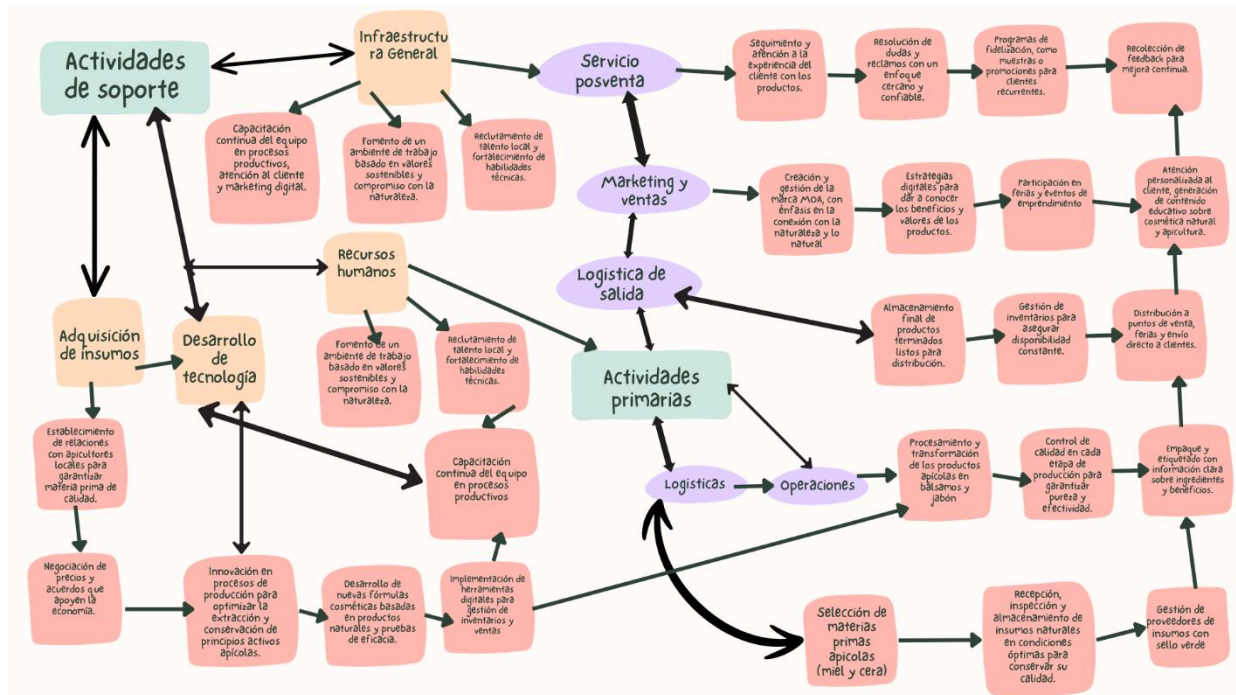 Actividades
de soporte
Infraestructu
ra General
Capacitación
continua del equipo
en procesos
productivos,
atención al cliente
y marketing digital.
Fomento de un
ambiente de trabajo
basado en valores
sostenibles y
compromiso con la
naturaleza.
Reclutamiento de
talento local y
fortalecimiento de
habilidades
técnicas.
Servicio
posventa
Seguimiento y
atención a la
experiencia del
cliente con los
productos.
Resolución de
dudas y
reclamos con un
enfoque
cercano y
confiable.
Programas de
fidelización, como
muestras o
promociones para
clientes
recurrentes.
Recolección de
feedback para
mejora continua.
Marketing y
ventas
Creación y
gestión de la
marca MOA, con
énfasis en la
conexión con la
naturaleza y lo
natural
Estrategias
digitales para
dar a conocer
los beneficios y
valores de los
productos.
Participación en
ferias y eventos de
emprendimiento
Atención
personalizada al
cliente, generación
de contenido
educativo sobre
cosmética natural
y apicultura.
Recursos
humanos
Fomento de un
ambiente de trabajo
basado en valores
sostenibles y
compromiso con la
naturaleza.
Reclutamiento de
talento local y
fortalecimiento de
habilidades
técnicas.
Logistica de
salida
Almacenamiento
final de
productos
terminados
listos para
distribución.
Gestión de
inventarios para
asegurar
disponibilidad
constante.
Distribución a
puntos de venta,
ferias y envío
directo a clientes.
Adquisición
de insumos
Desarrollo
de
tecnología
Actividades
primarias
Establecimiento
de relaciones
con apicultores
locales para
garantizar
materia prima
de calidad.
Capacitación
continua del equipo
en procesos
productivos
Logisticas
Operaciones
Procesamiento y
transformación
de los productos
apícolas en
bálsamos y
jabón
Control de
calidad en cada
etapa de
producción para
garantizar
pureza y
efectividad.
Empaque y
etiquetado con
información clara
sobre ingredientes
y beneficios.
Negociación de
precios y
acuerdos que
apoyen la
economía.
Innovación en
procesos de
producción para
optimizar la
extracción y
conservación de
principios activos
apícolas.
Desarrollo de
nuevas fórmulas
cosméticas basadas
en productos
naturales y pruebas
de eficacia.
Implementación de
herramientas
digitales para
gestión de
inventarios y
ventas
Selección de
materias
primas
apicolas
(miel y cera)
Recepción,
inspección y
almacenamiento de
insumos naturales
en condiciones
óptimas para
conservar su
calidad.
Gestión de
proveedores de
insumos con
sello verde